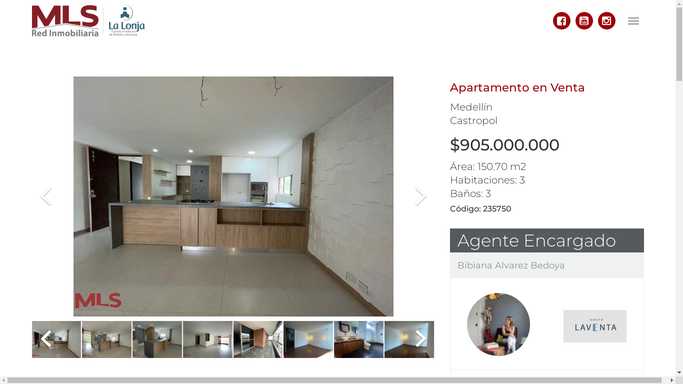 MLS
Red Inmobiliaria
La Lonja
Apartamento en Venta
Medellín
Castropol
$905.000.000
Área: 150.70 m2
Habitaciones: 3
Baños: 3
Código: 235750
MLS
Agente Encargado
Bibiana Alvarez Bedoya
LAVENTA